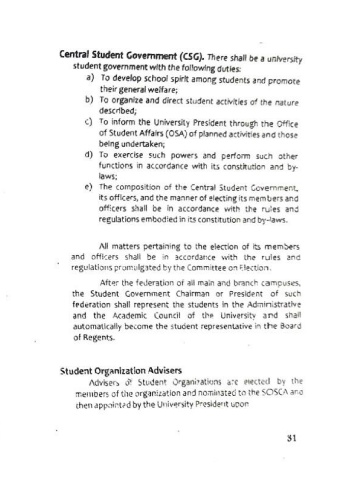 Central Student Government (CSG). There shall be a university
student government with the following duties:
a) To develop school spirit among students and promote
their general welfare;
b) To organize and direct student activities of the nature
described;
c) To inform the University President through the Office
of Student Affairs (OSA) of planned activities and those
being undertaken;
d) To exercise such powers and perform such other
functions in accordance with its constitution and by-
laws;
e) The composition of the Central Student Government,
its officers, and the manner of electing its members and
officers shall be in accordance with the rules and
regulations embodied in its constitution and by-laws.
All matters pertaining to the election of its members
and officers shall be in accordance with the rules and
regulations promulgated by the Committee on Election.
After the federation of all main and branch campuses,
the Student Government Chairman or President of such
federation shall represent the students in the Administrative
and the Academic Council of the University and shall
automatically become the student representative in the Board
of Regents.
Student Organization Advisers
Advisers of Student Organizations are elected by the
members of the organization and nominated to the SOSCA and
then appointed by the University President upon
31